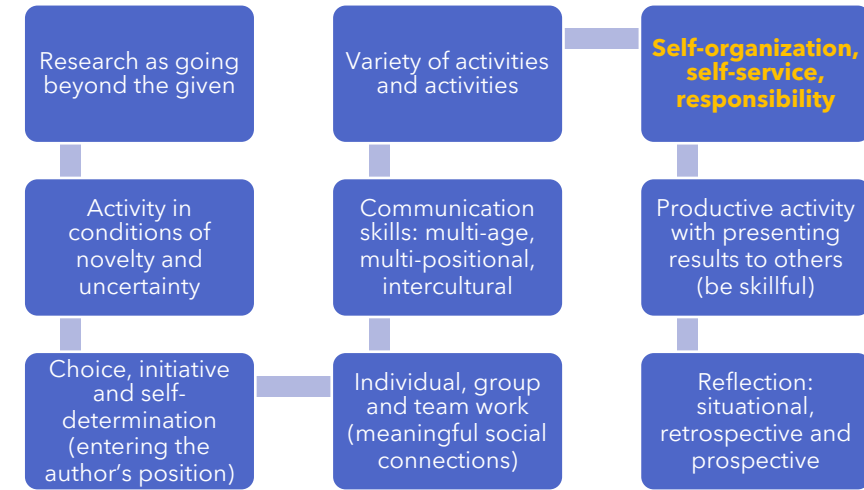 Research as going
beyond the given
Activity in
conditions of
novelty and
uncertainty
Choice, initiative
and self-
determination
(entering the
author's position)
Individual, group
and team work
(meaningful social
connections)
Communication
skills: multi-age,
multi-positional,
intercultural
Variety of activities
and activities
Self-organization,
self-service,
responsibility
Productive activity
with presenting
results to others
(be skillful)
Reflection:
situational,
retrospective and
prospective